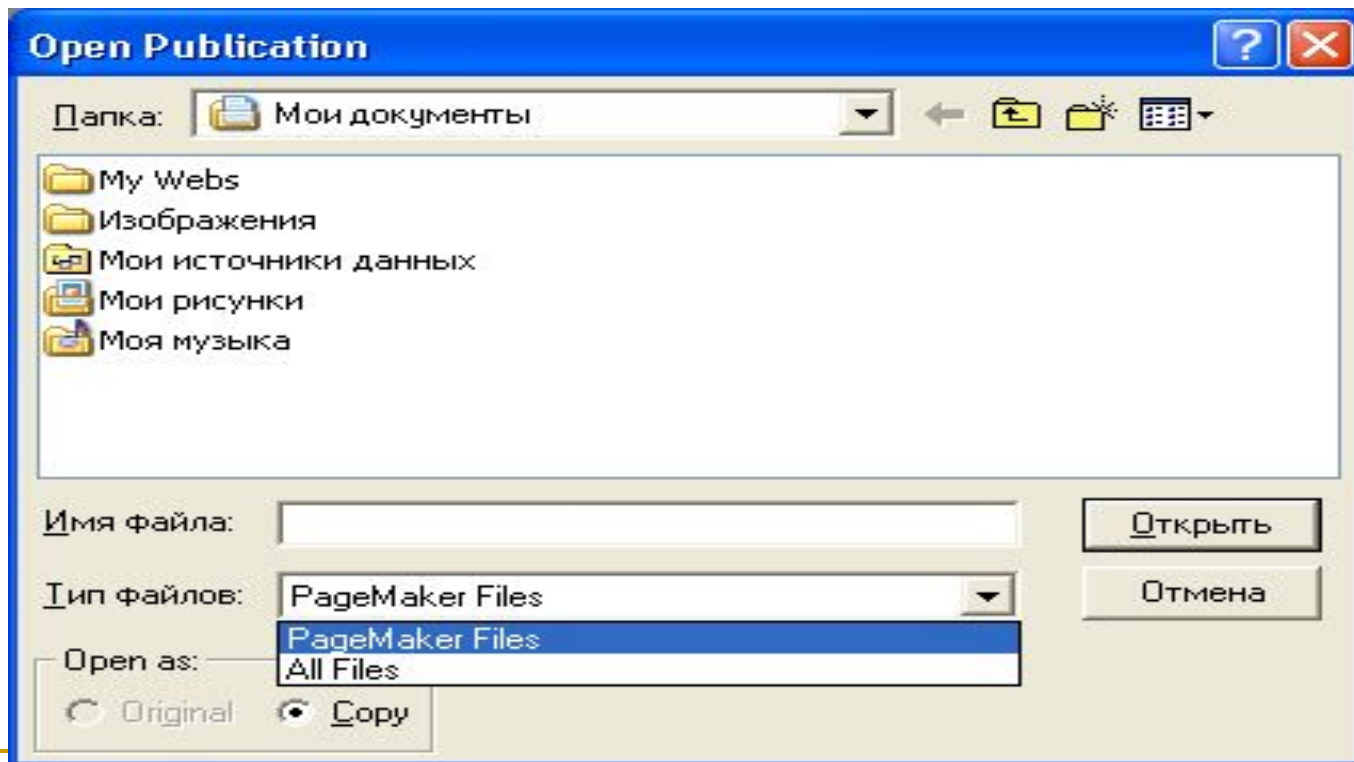 Open Publication
Папка: Мои документы
My Webs
Изображения
Мои источники данных
Мои рисунки
Моя музыка
Имя файла:
Открыть
Тип файлов: PageMaker Files
Отмена
PageMaker Files
All Files
Open as:
Original Copy